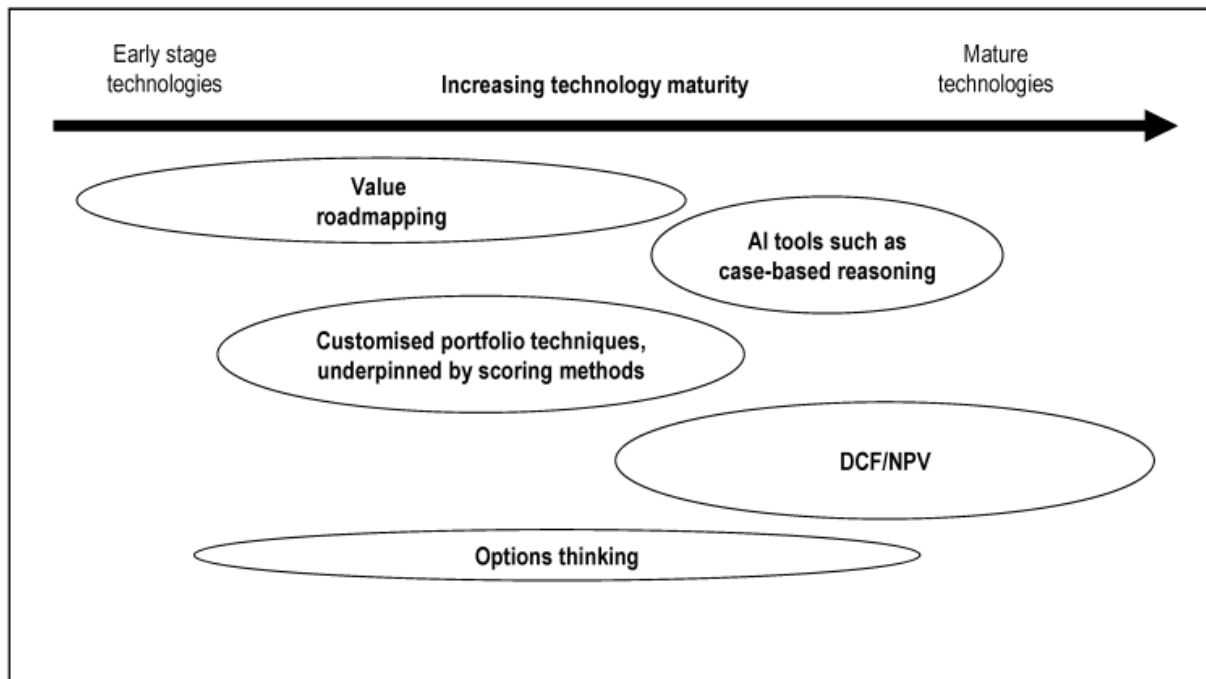 Early stage
technologies
Increasing technology maturity
Mature
technologies
Value
roadmapping
AI tools such as
case-based reasoning
Customised portfolio techniques,
underpinned by scoring methods
DCF/NPV
Options thinking